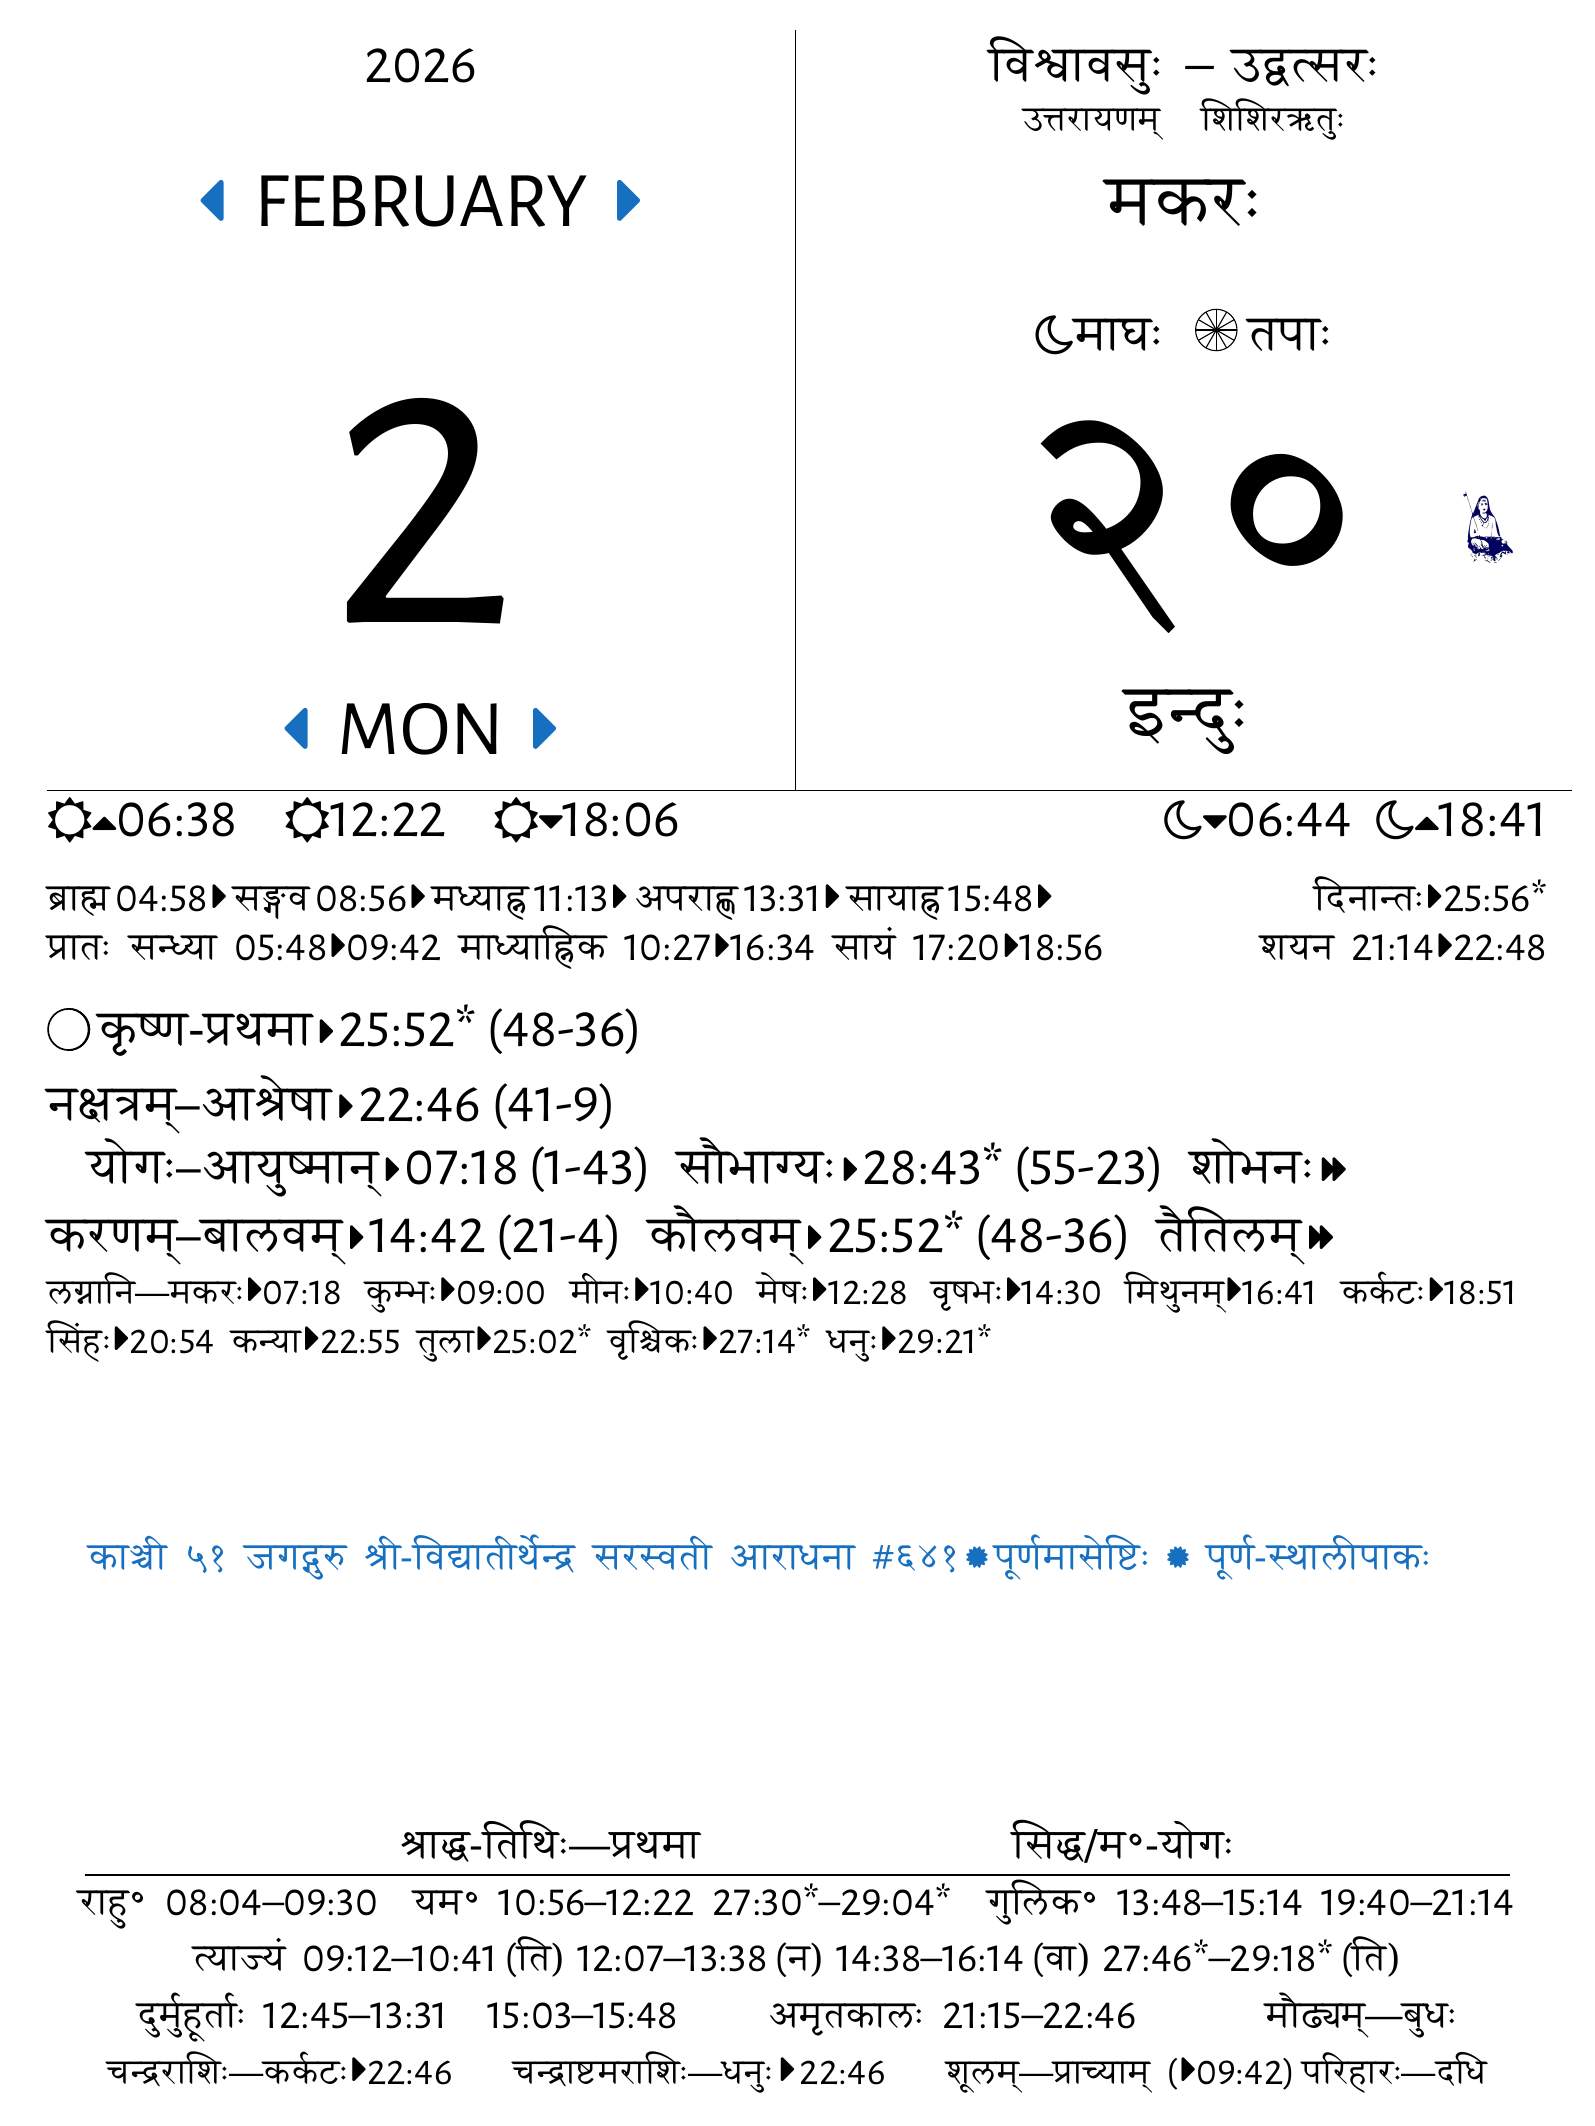 2026
FEBRUARY
2
MON
विश्वावसुः – उद्वत्सरः
उत्तरायणम् शिशिरऋतुः
मकरः
माघः तपाः
२०
इन्दुः
06:38 12:22 18:06 06:44 18:41
ब्राह्म 04:58 सङ्गव 08:56 मध्याह्न 11:13 अपराह्ण 13:31 सायाह्न 15:48 दिनान्तः 25:56*
प्रातः सन्ध्या 05:48 09:42 माध्याह्निक 10:27 16:34 सायं 17:20 18:56 शयन 21:14 22:48
कृष्ण-प्रथमा 25:52* (48-36)
नक्षत्रम्–आश्रेषा 22:46 (41-9)
योगः–आयुष्मान् 07:18 (1-43) सौभाग्यः 28:43* (55-23) शोभनः
करणम्–बालवम् 14:42 (21-4) कौलवम् 25:52* (48-36) तैतिलम्
लग्नानि—मकरः 07:18 कुम्भः 09:00 मीनः 10:40 मेषः 12:28 वृषभः 14:30 मिथुनम् 16:41 कर्कटः 18:51
सिंहः 20:54 कन्या 22:55 तुला 25:02* वृश्चिकः 27:14* धनुः 29:21*
काञ्ची ५१ जगद्गुरु श्री-विद्यातीर्थेन्द्र सरस्वती आराधना #६४१ पूर्णमासेष्टिः पूर्ण-स्थालीपाकः
श्राद्ध-तिथिः—प्रथमा सिद्ध/म°-योगः
राहु° 08:04–09:30 यम° 10:56–12:22 27:30*–29:04* गुलिक° 13:48–15:14 19:40–21:14
त्याज्यं 09:12–10:41 (ति) 12:07–13:38 (न) 14:38–16:14 (वा) 27:46*–29:18* (ति)
दुर्मुहूर्ताः 12:45–13:31 15:03–15:48 अमृतकालः 21:15–22:46 मौढ्यम्—बुधः
चन्द्रराशिः—कर्कटः 22:46 चन्द्राष्टमराशिः—धनुः 22:46 शूलम्—प्राच्याम् (09:42) परिहारः—दधि